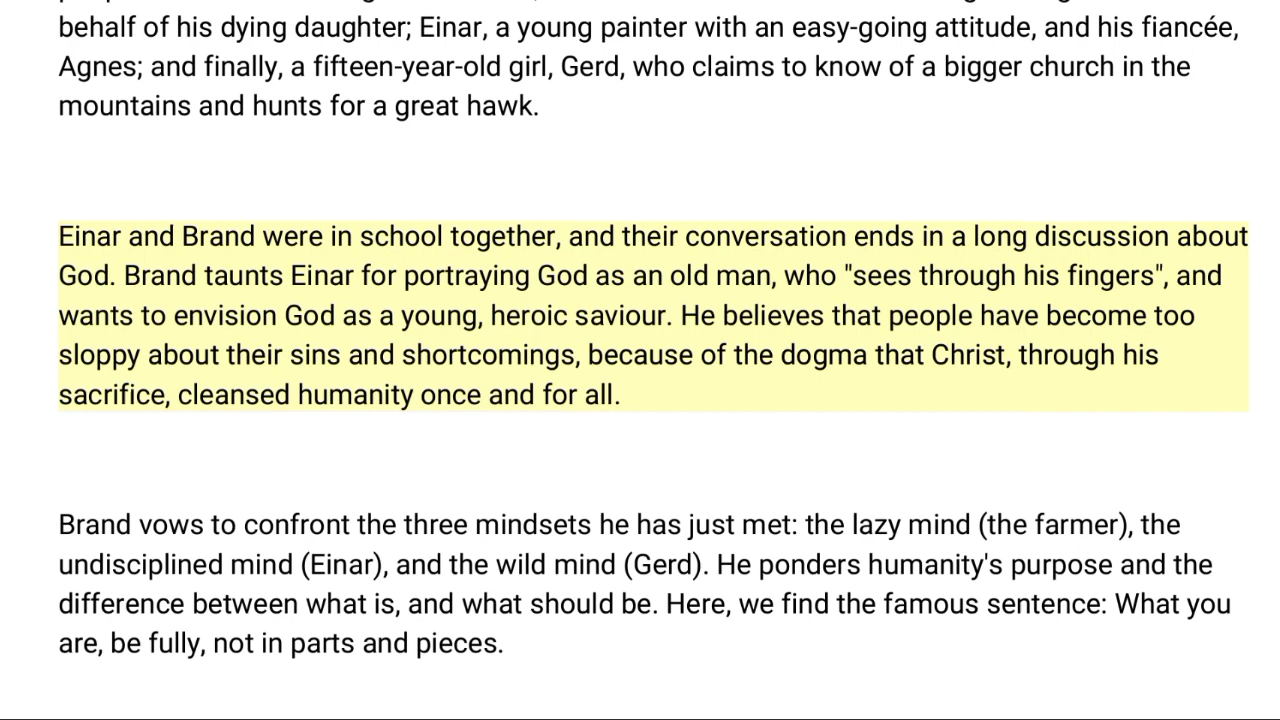 behalf of his dying daughter; Einar, a young painter with an easy-going attitude, and his fiancée,
Agnes; and finally, a fifteen-year-old girl, Gerd, who claims to know of a bigger church in the
mountains and hunts for a great hawk.
Einar and Brand were in school together, and their conversation ends in a long discussion about
God. Brand taunts Einar for portraying God as an old man, who "sees through his fingers", and
wants to envision God as a young, heroic saviour. He believes that people have become too
sloppy about their sins and shortcomings, because of the dogma that Christ, through his
sacrifice, cleansed humanity once and for all.
Brand vows to confront the three mindsets he has just met: the lazy mind (the farmer), the
undisciplined mind (Einar), and the wild mind (Gerd). He ponders humanity's purpose and the
difference between what is, and what should be. Here, we find the famous sentence: What you
are, be fully, not in parts and pieces.